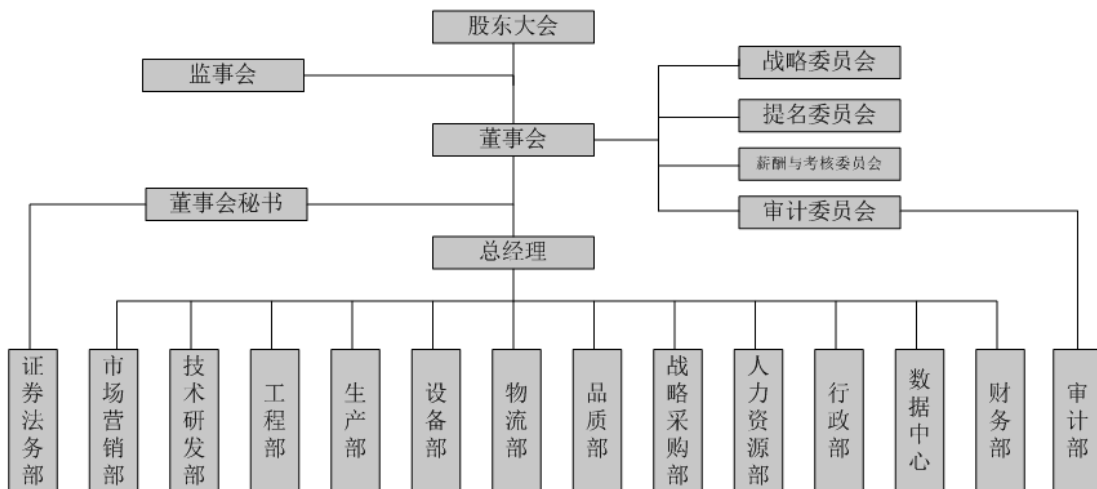 股东大会
监事会
战略委员会
提名委员会
董事会
薪酬与考核委员会
董事会秘书
审计委员会
总经理
证券法务部
市场营销部
技术研发部
工程部
生产部
设备部
物流部
品质部
战略采购部
人力资源部
行政部
数据中心
财务部
审计部